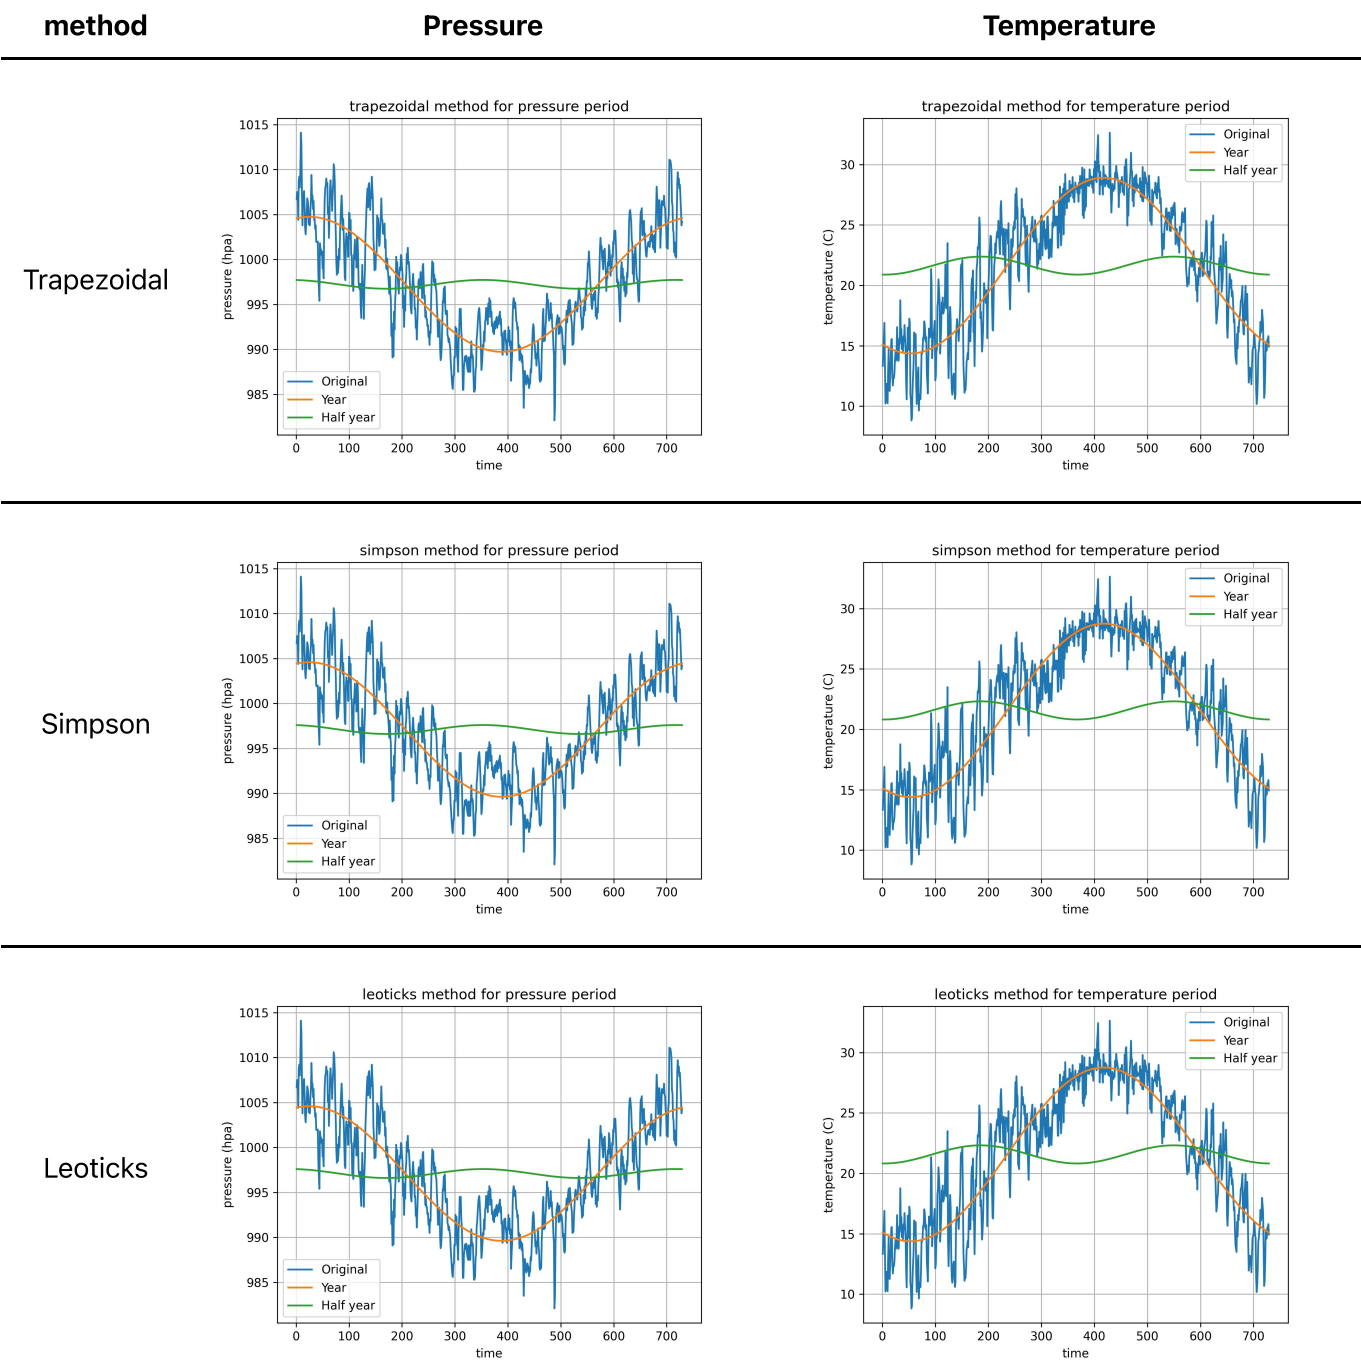 method Pressure Temperature
Trapezoidal
trapezoidal method for pressure period
pressure (hpa)
1015
1010
1005
1000
995
990
985
Original
Year
Half year
0 100 200 300 400 500 600 700
time
trapezoidal method for temperature period
temperature (C)
30
25
20
15
10
Original
Year
Half year
0 100 200 300 400 500 600 700
time
Simpson
simpson method for pressure period
pressure (hpa)
1015
1010
1005
1000
995
990
985
Original
Year
Half year
0 100 200 300 400 500 600 700
time
simpson method for temperature period
temperature (C)
30
25
20
15
10
Original
Year
Half year
0 100 200 300 400 500 600 700
time
Leoticks
leoticks method for pressure period
pressure (hpa)
1015
1010
1005
1000
995
990
985
Original
Year
Half year
0 100 200 300 400 500 600 700
time
leoticks method for temperature period
temperature (C)
30
25
20
15
10
Original
Year
Half year
0 100 200 300 400 500 600 700
time